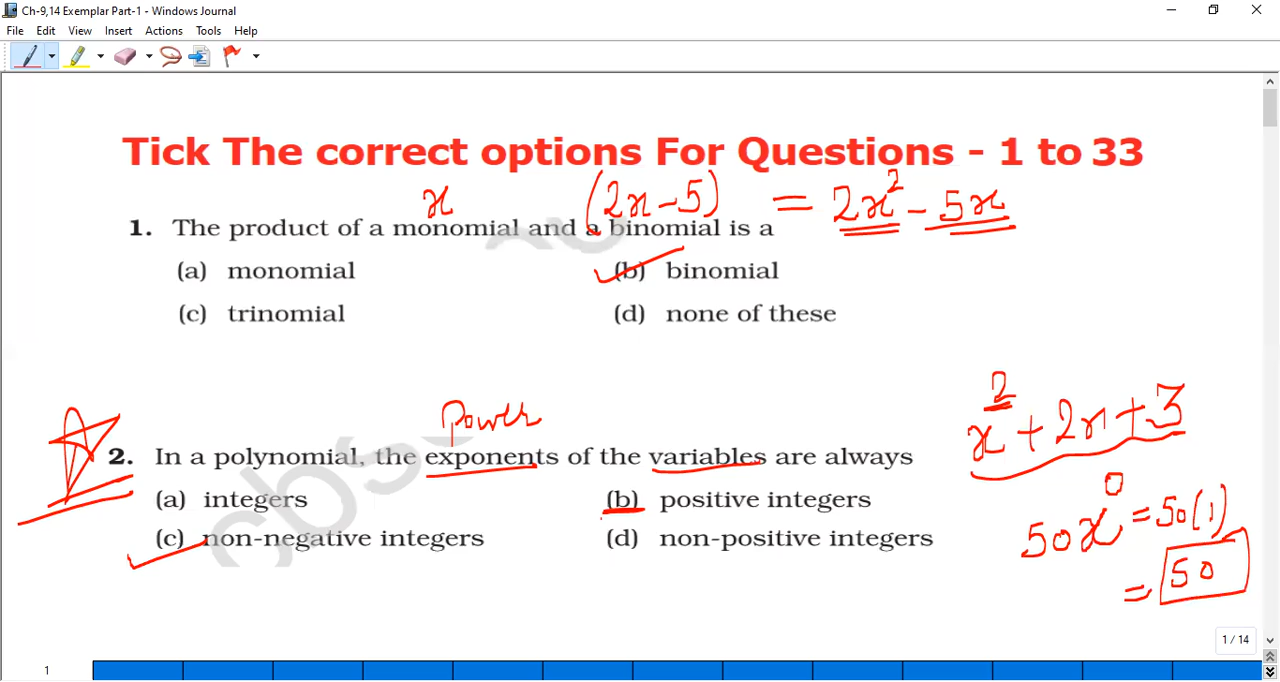 Ch-9,14 Exemplar Part-1 - Windows Journal
File Edit View Insert Actions Tools Help
Tick The correct options For Questions - 1 to 33
x (2x-5) = 2x² - 5x
1. The product of a monomial and a binomial is a
(a) monomial (b) binomial
(c) trinomial (d) none of these
Power x² + 2x + 3
2. In a polynomial, the exponents of the variables are always
(a) integers (b) positive integers
50x⁰ = 50(1)
(c) non-negative integers (d) non-positive integers
= 50
1 / 14
1